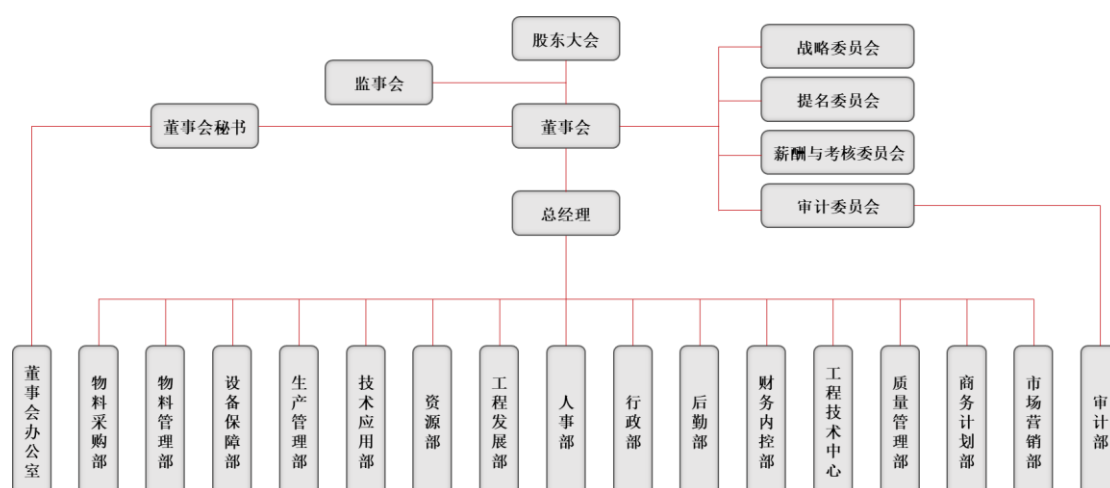 股东大会
战略委员会
监事会
提名委员会
董事会秘书
董事会
薪酬与考核委员会
总经理
审计委员会
董事会办公室
物料采购部
物料管理部
设备保障部
生产管理部
技术应用部
资源部
工程发展部
人事部
行政部
后勤部
财务内控部
工程技术中心
质量管理部
商务计划部
市场营销部
审计部